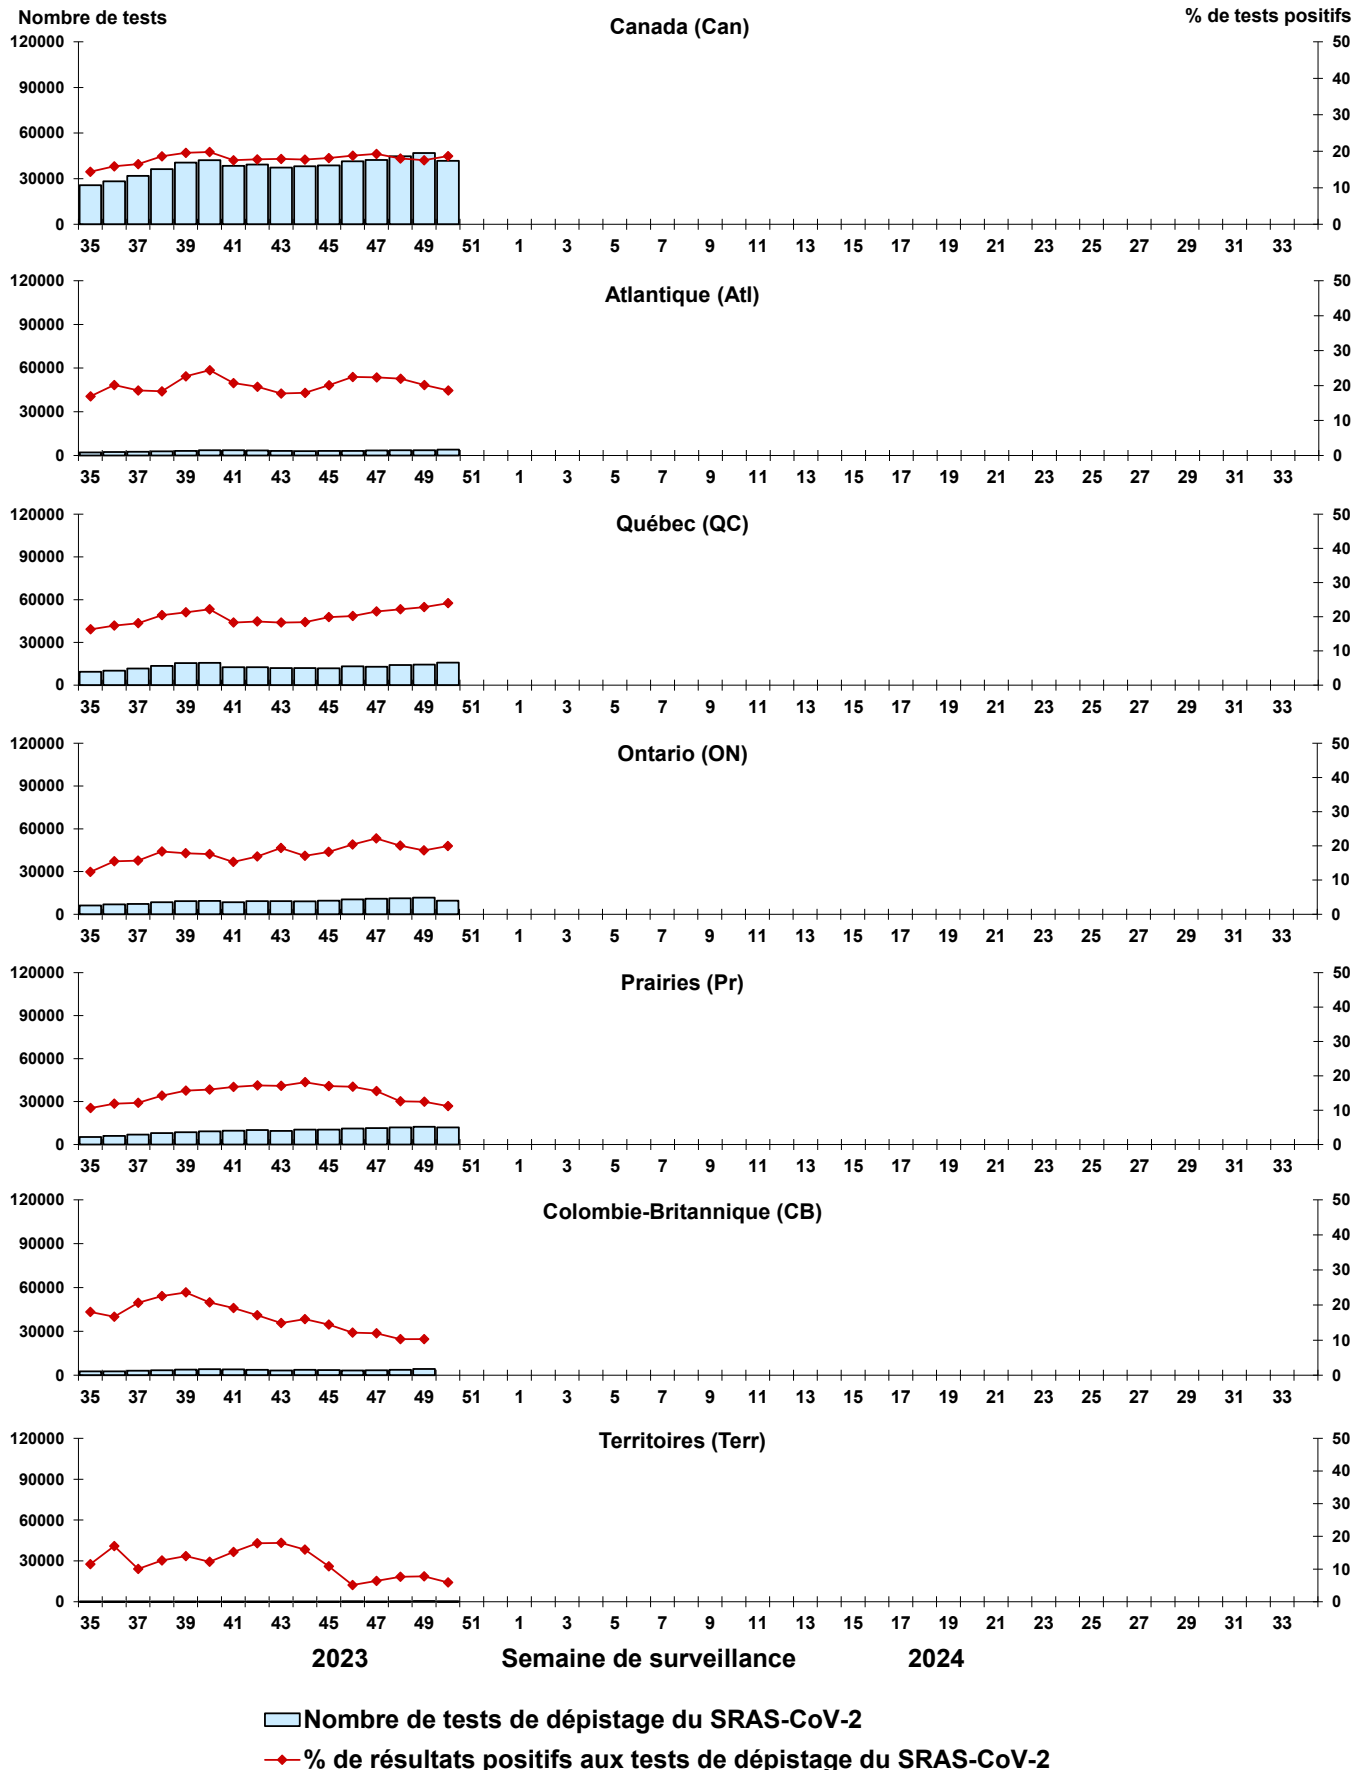 Nombre de tests
Canada (Can)
% de tests positifs
120000 90000 60000 30000 0
50 40 30 20 10 0
35 37 39 41 43 45 47 49 51 1 3 5 7 9 11 13 15 17 19 21 23 25 27 29 31 33
Atlantique (Atl)
120000 90000 60000 30000 0
50 40 30 20 10 0
35 37 39 41 43 45 47 49 51 1 3 5 7 9 11 13 15 17 19 21 23 25 27 29 31 33
Québec (QC)
120000 90000 60000 30000 0
50 40 30 20 10 0
35 37 39 41 43 45 47 49 51 1 3 5 7 9 11 13 15 17 19 21 23 25 27 29 31 33
Ontario (ON)
120000 90000 60000 30000 0
50 40 30 20 10 0
35 37 39 41 43 45 47 49 51 1 3 5 7 9 11 13 15 17 19 21 23 25 27 29 31 33
Prairies (Pr)
120000 90000 60000 30000 0
50 40 30 20 10 0
35 37 39 41 43 45 47 49 51 1 3 5 7 9 11 13 15 17 19 21 23 25 27 29 31 33
Colombie-Britannique (CB)
120000 90000 60000 30000 0
50 40 30 20 10 0
35 37 39 41 43 45 47 49 51 1 3 5 7 9 11 13 15 17 19 21 23 25 27 29 31 33
Territoires (Terr)
120000 90000 60000 30000 0
50 40 30 20 10 0
35 37 39 41 43 45 47 49 51 1 3 5 7 9 11 13 15 17 19 21 23 25 27 29 31 33
2023 Semaine de surveillance 2024
Nombre de tests de dépistage du SRAS-CoV-2
% de résultats positifs aux tests de dépistage du SRAS-CoV-2